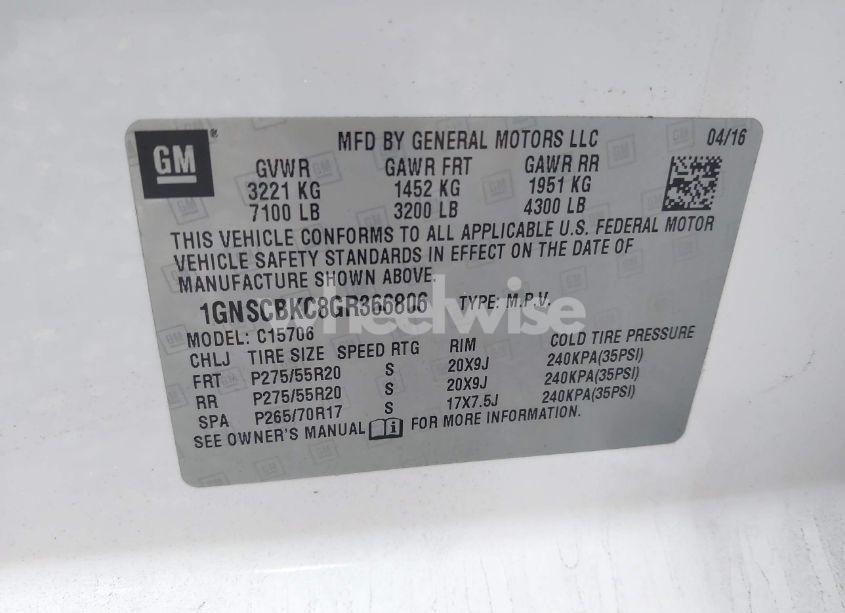 GM ® MFD BY GENERAL MOTORS LLC 04/16
GVWR GAWR FRT GAWR RR
3221 KG 1452 KG 1951 KG
7100 LB 3200 LB 4300 LB
THIS VEHICLE CONFORMS TO ALL APPLICABLE U.S. FEDERAL MOTOR
VEHICLE SAFETY STANDARDS IN EFFECT ON THE DATE OF
MANUFACTURE SHOWN ABOVE.
1GNSCBKC8GR366806 TYPE: M.P.V.
heelwise
MODEL: C15706
CHLJ TIRE SIZE SPEED RTG RIM COLD TIRE PRESSURE
FRT P275/55R20 S 20X9J 240KPA(35PSI)
RR P275/55R20 S 20X9J 240KPA(35PSI)
SPA P265/70R17 S 17X7.5J 240KPA(35PSI)
SEE OWNER'S MANUAL i FOR MORE INFORMATION.